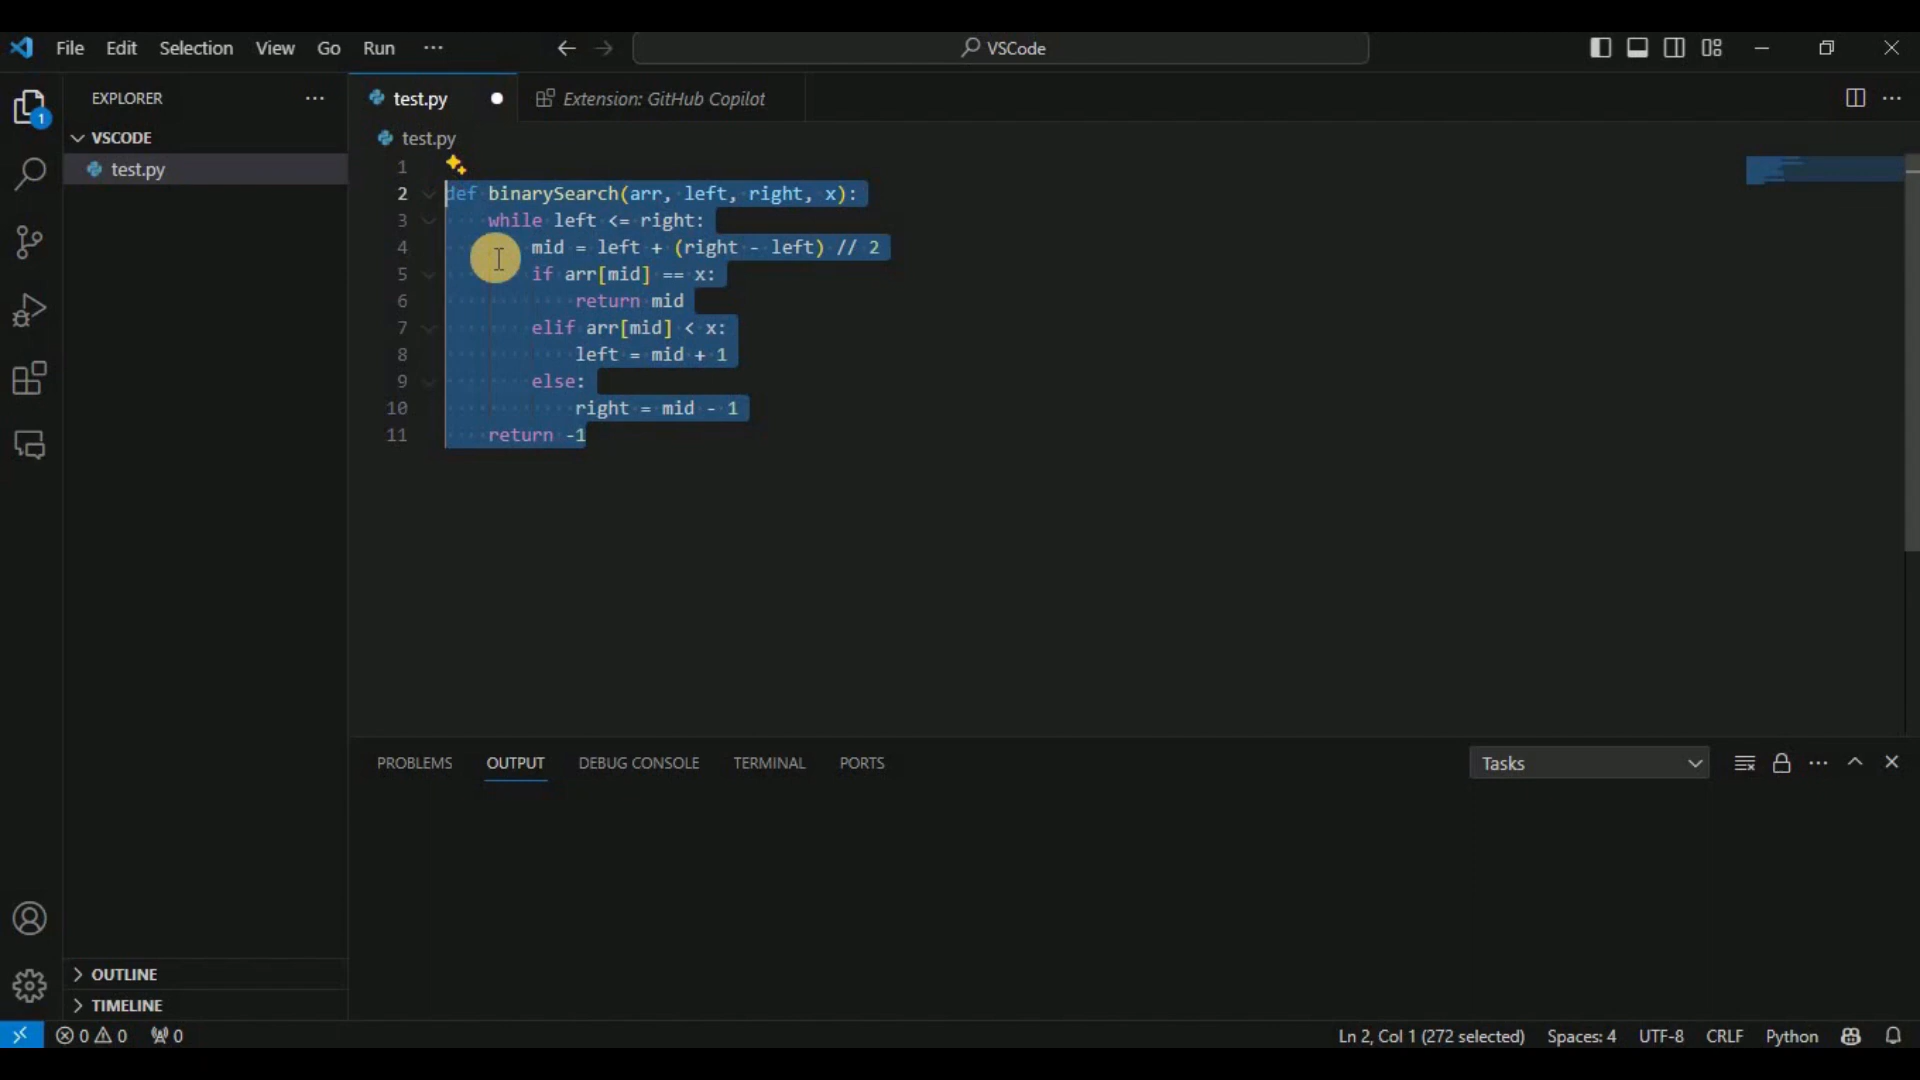 File Edit Selection View Go Run ···
VSCode
EXPLORER ···
test.py
Extension: GitHub Copilot
···
VSCODE
test.py
test.py
1
2 def binarySearch(arr, left, right, x):
3 while left <= right:
4 mid = left + (right - left) // 2
5 if arr[mid] == x:
6 return mid
7 elif arr[mid] < x:
8 left = mid + 1
9 else:
10 right = mid - 1
11 return -1
1
PROBLEMS OUTPUT DEBUG CONSOLE TERMINAL PORTS
Tasks
···
OUTLINE
TIMELINE
0 0 0
Ln 2, Col 1 (272 selected) Spaces: 4 UTF-8 CRLF Python